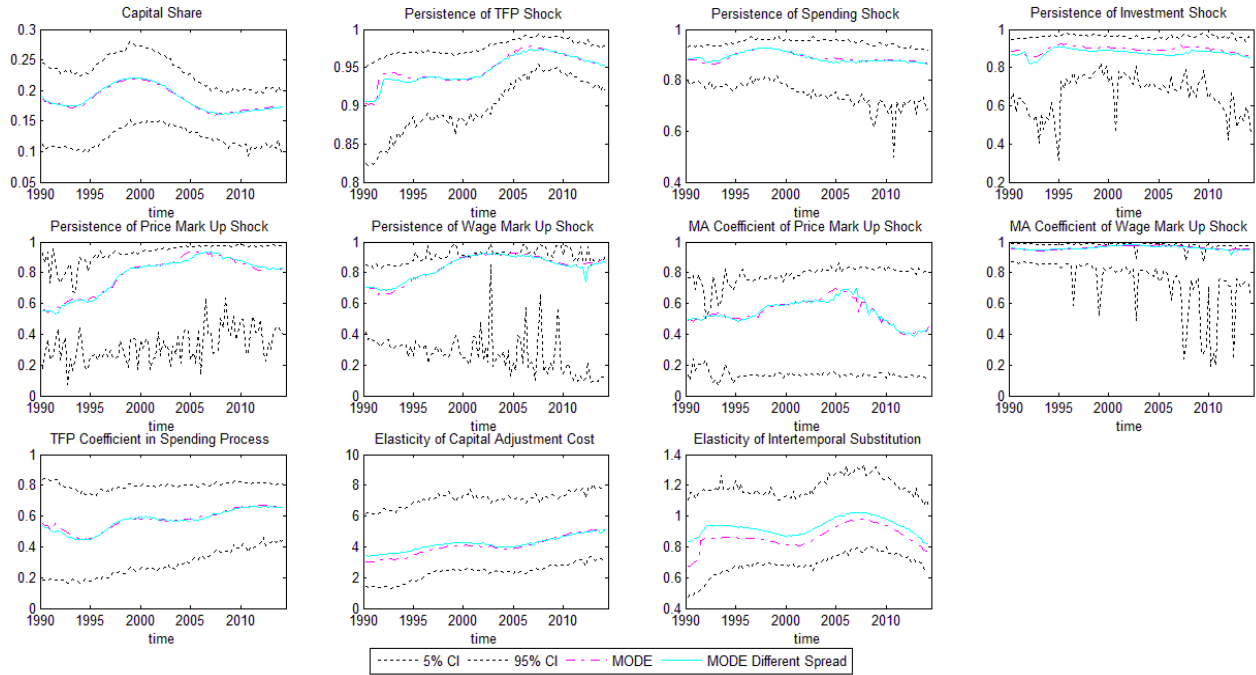 Capital Share
0.3
0.25
0.2
0.15
0.1
0.05
1990 1995 2000 2005 2010
time
Persistence of TFP Shock
1
0.95
0.9
0.85
0.8
1990 1995 2000 2005 2010
time
Persistence of Spending Shock
1
0.8
0.6
0.4
1990 1995 2000 2005 2010
time
Persistence of Investment Shock
1
0.8
0.6
0.4
0.2
1990 1995 2000 2005 2010
time
Persistence of Price Mark Up Shock
1
0.8
0.6
0.4
0.2
0
1990 1995 2000 2005 2010
time
Persistence of Wage Mark Up Shock
1
0.8
0.6
0.4
0.2
0
1990 1995 2000 2005 2010
time
MA Coefficient of Price Mark Up Shock
1
0.8
0.6
0.4
0.2
0
1990 1995 2000 2005 2010
time
MA Coefficient of Wage Mark Up Shock
1
0.8
0.6
0.4
0.2
0
1990 1995 2000 2005 2010
time
TFP Coefficient in Spending Process
1
0.8
0.6
0.4
0.2
0
1990 1995 2000 2005 2010
time
Elasticity of Capital Adjustment Cost
10
8
6
4
2
0
1990 1995 2000 2005 2010
time
Elasticity of Intertemporal Substitution
1.4
1.2
1
0.8
0.6
0.4
1990 1995 2000 2005 2010
time
5% CI 95% CI MODE MODE Different Spread